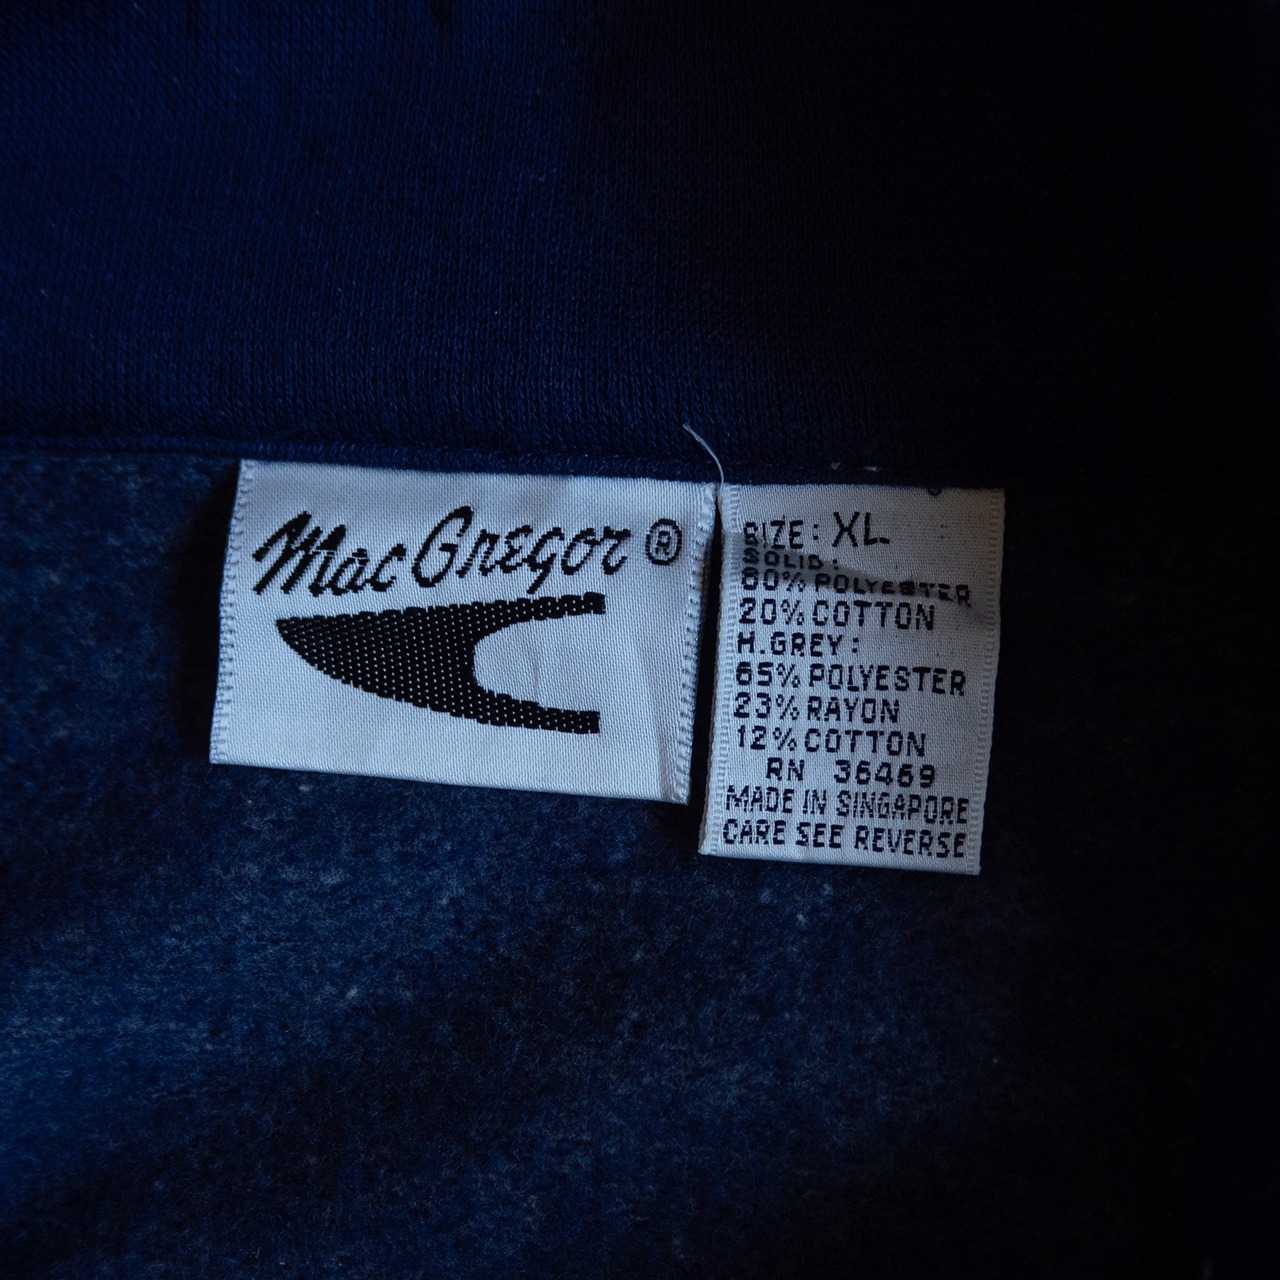 MacGregor®
SIZE: XL
SOLID:
80% POLYESTER
20% COTTON
H.GREY:
65% POLYESTER
23% RAYON
12% COTTON
RN 36469
MADE IN SINGAPORE
CARE SEE REVERSE